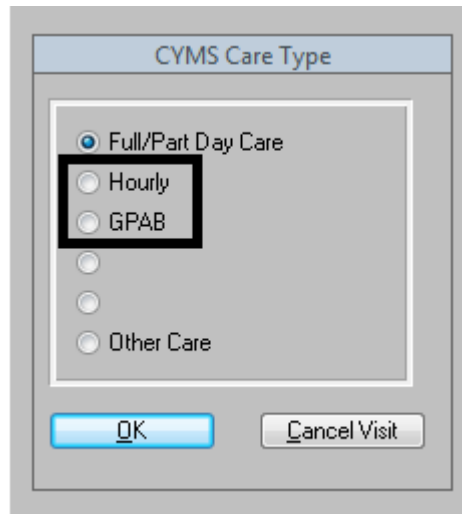 CYMS Care Type
Full/Part Day Care
Hourly
GPAB
Other Care
OK
Cancel Visit